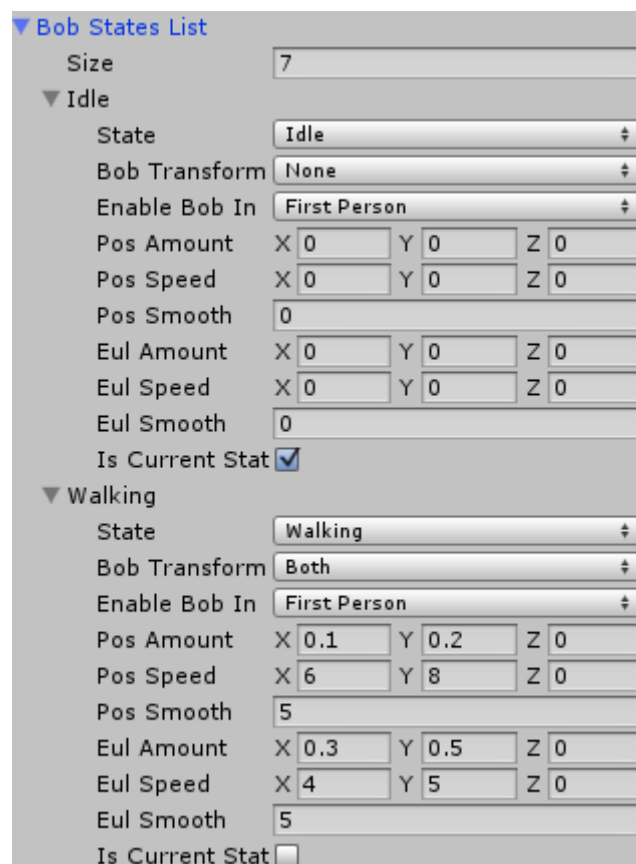 Bob States List
Size 7
Idle
State Idle
Bob Transform None
Enable Bob In First Person
Pos Amount X 0 Y 0 Z 0
Pos Speed X 0 Y 0 Z 0
Pos Smooth 0
Eul Amount X 0 Y 0 Z 0
Eul Speed X 0 Y 0 Z 0
Eul Smooth 0
Is Current Stat
Walking
State Walking
Bob Transform Both
Enable Bob In First Person
Pos Amount X 0.1 Y 0.2 Z 0
Pos Speed X 6 Y 8 Z 0
Pos Smooth 5
Eul Amount X 0.3 Y 0.5 Z 0
Eul Speed X 4 Y 5 Z 0
Eul Smooth 5
Is Current Stat